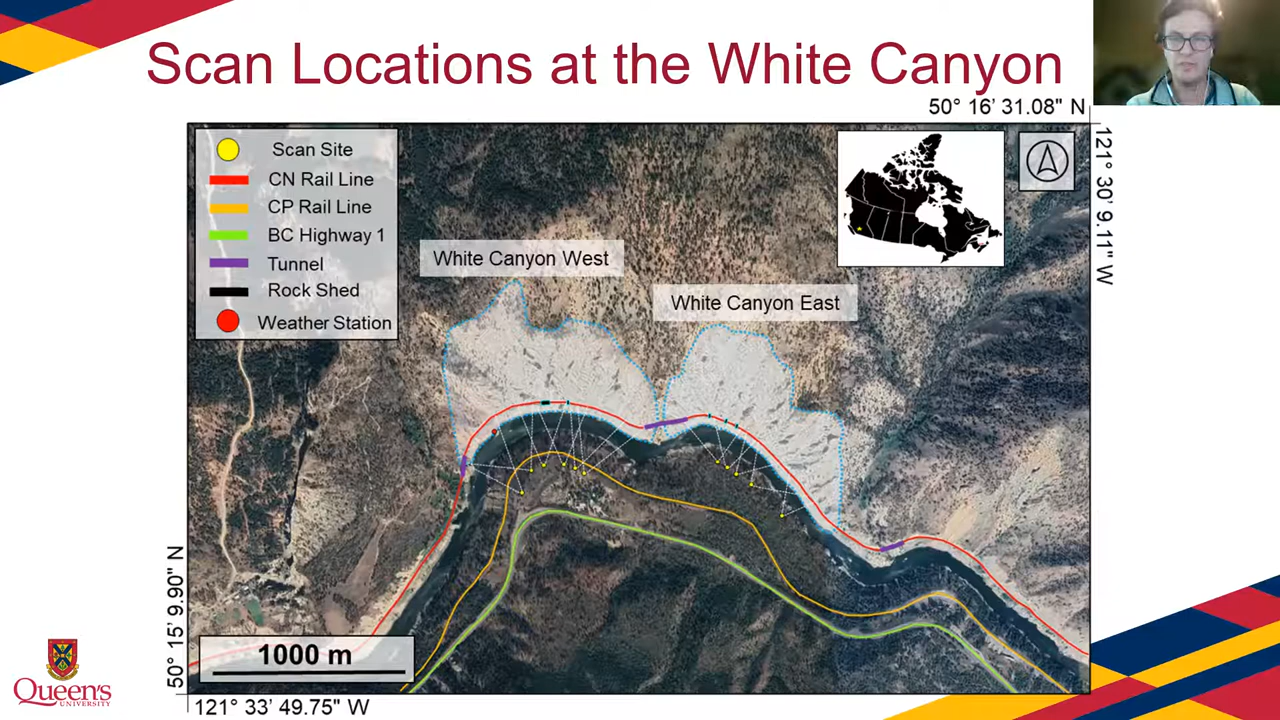 Scan Locations at the White Canyon
50° 16’ 31.08" N
121° 30’ 9.11" W
Scan Site
CN Rail Line
CP Rail Line
BC Highway 1
Tunnel
Rock Shed
Weather Station
White Canyon West
White Canyon East
1000 m
50° 15’ 9.90" N
121° 33’ 49.75" W
Queen's
UNIVERSITY